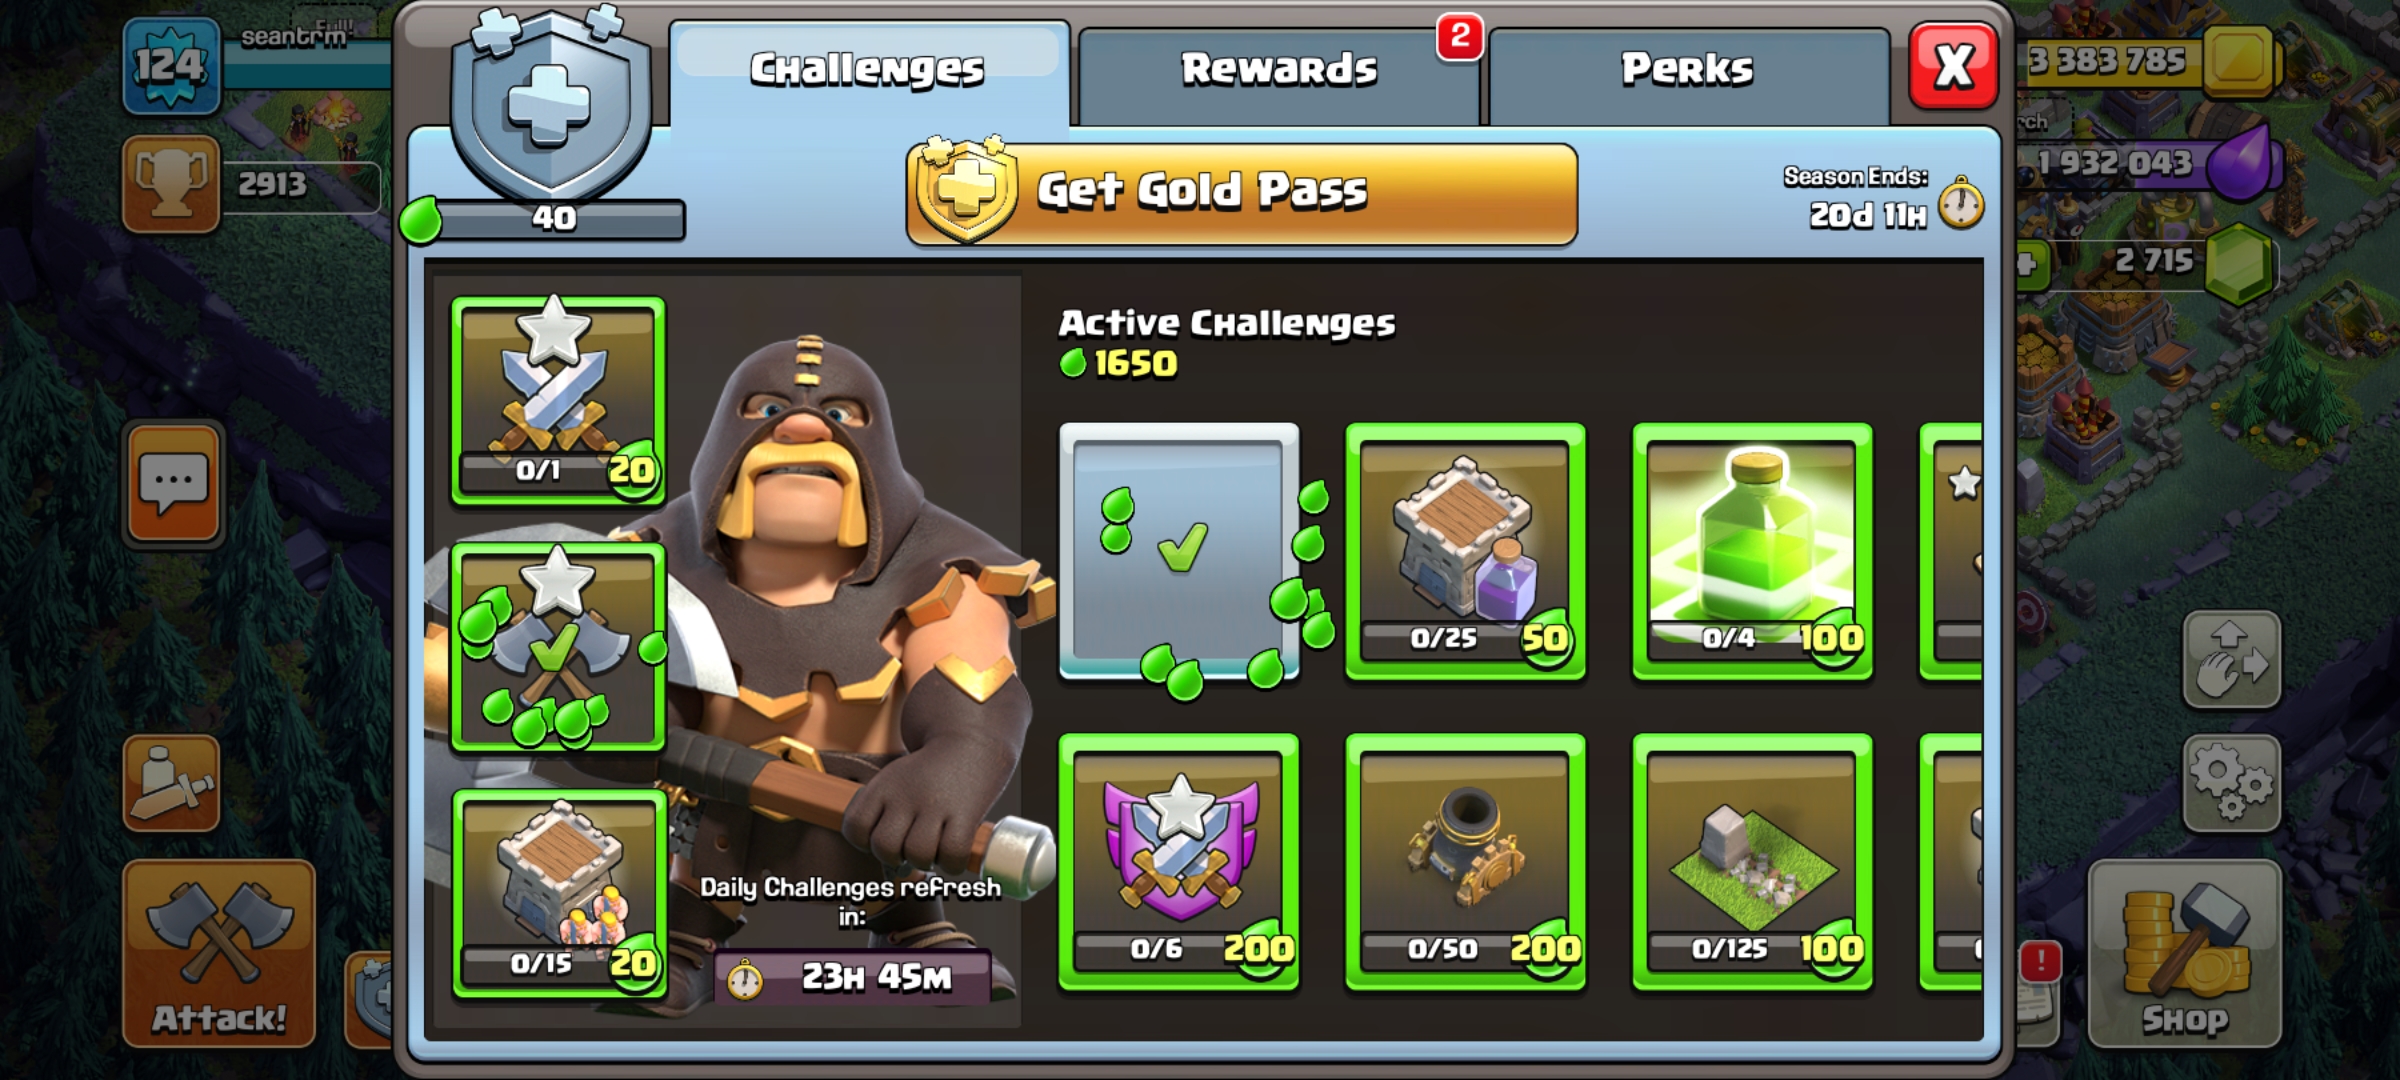 124
seantrm
Full!
2913
Challenges
Rewards
2
Perks
X
3 383 785
40
Get Gold Pass
Season Ends:
20d 11H
1 932 043
2 715
Active Challenges
1650
0/1
20
0/25
50
0/4
100
0/15
20
Daily Challenges refresh
in:
23H 45M
0/6
200
0/50
200
0/125
100
Attack!
!
Shop